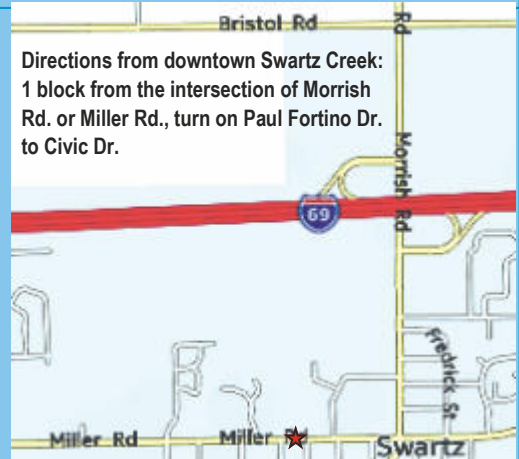 Bristol Rd
Rd
Directions from downtown Swartz Creek:
1 block from the intersection of Morrish
Rd. or Miller Rd., turn on Paul Fortino Dr.
to Civic Dr.
Morrish Rd
69
Fredrick St
Miller Rd
Miller Rd
Swartz